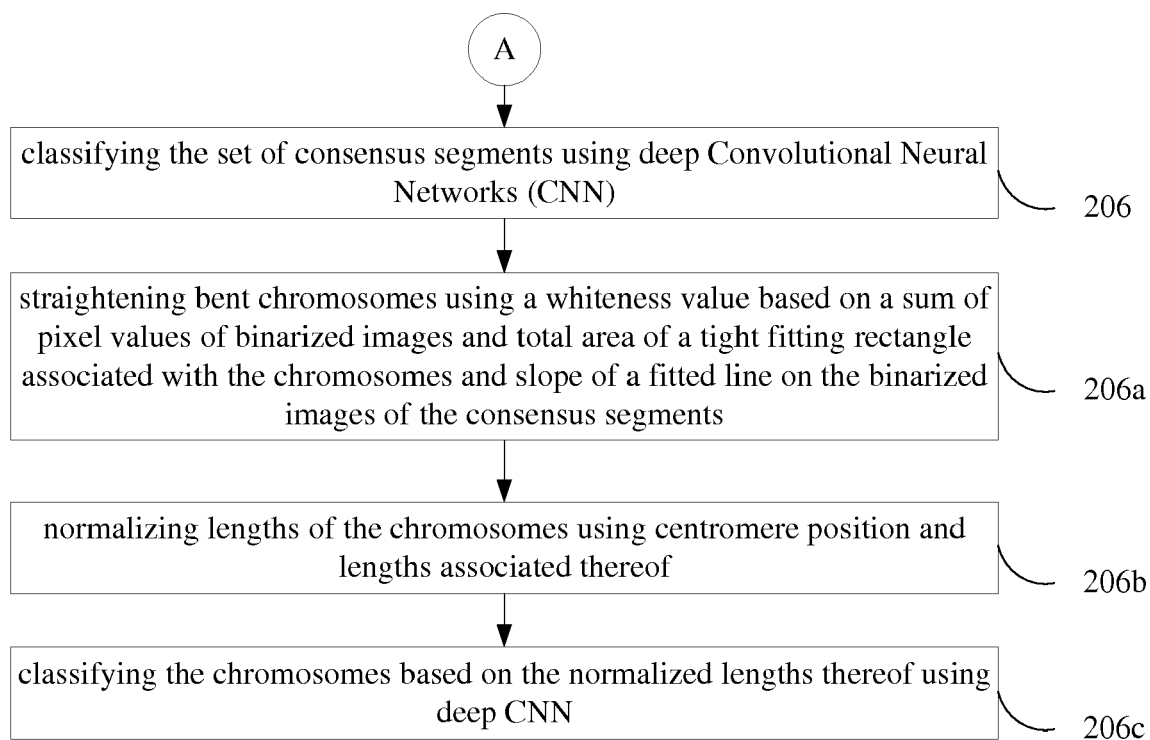 A
classifying the set of consensus segments using deep Convolutional Neural
Networks (CNN)
206
straightening bent chromosomes using a whiteness value based on a sum of
pixel values of binarized images and total area of a tight fitting rectangle
associated with the chromosomes and slope of a fitted line on the binarized
images of the consensus segments
206a
normalizing lengths of the chromosomes using centromere position and
lengths associated thereof
206b
classifying the chromosomes based on the normalized lengths thereof using
deep CNN
206c